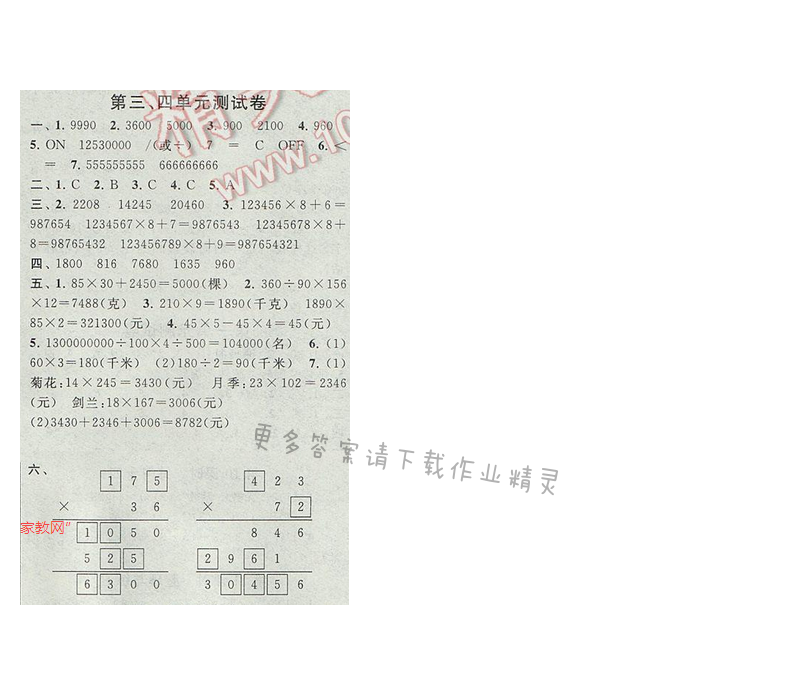 第三、四单元测试卷
一、1. 9990 2. 3600 5000 3. 900 2100 4. 960
5. ON 12530000 /(或÷) 7 = C OFF 6. <
= 7. 555555555 666666666
二、1. C 2. B 3. C 4. C 5. A
三、2. 2208 14245 20460 3. 123456×8+6=
987654 1234567×8+7=9876543 12345678×8+
8=98765432 123456789×8+9=987654321
四、1800 816 7680 1635 960
五、1. 85×30+2450=5000(棵) 2. 360÷90×156
×12=7488(克) 3. 210×9=1890(千克) 1890×
85×2=321300(元) 4. 45×5-45×4=45(元)
5. 1300000000÷100×4÷500=104000(名) 6. (1)
60×3=180(千米) (2)180÷2=90(千米) 7. (1)
菊花:14×245=3430(元) 月季:23×102=2346
(元) 剑兰:18×167=3006(元)
(2)3430+2346+3006=8782(元)
更多答案请下载作业精灵
六、
1 7 5 4 2 3
× 3 6 × 7 2
家教网”
1 0 5 0 8 4 6
5 2 5 2 9 6 1
6 3 0 0 3 0 4 5 6